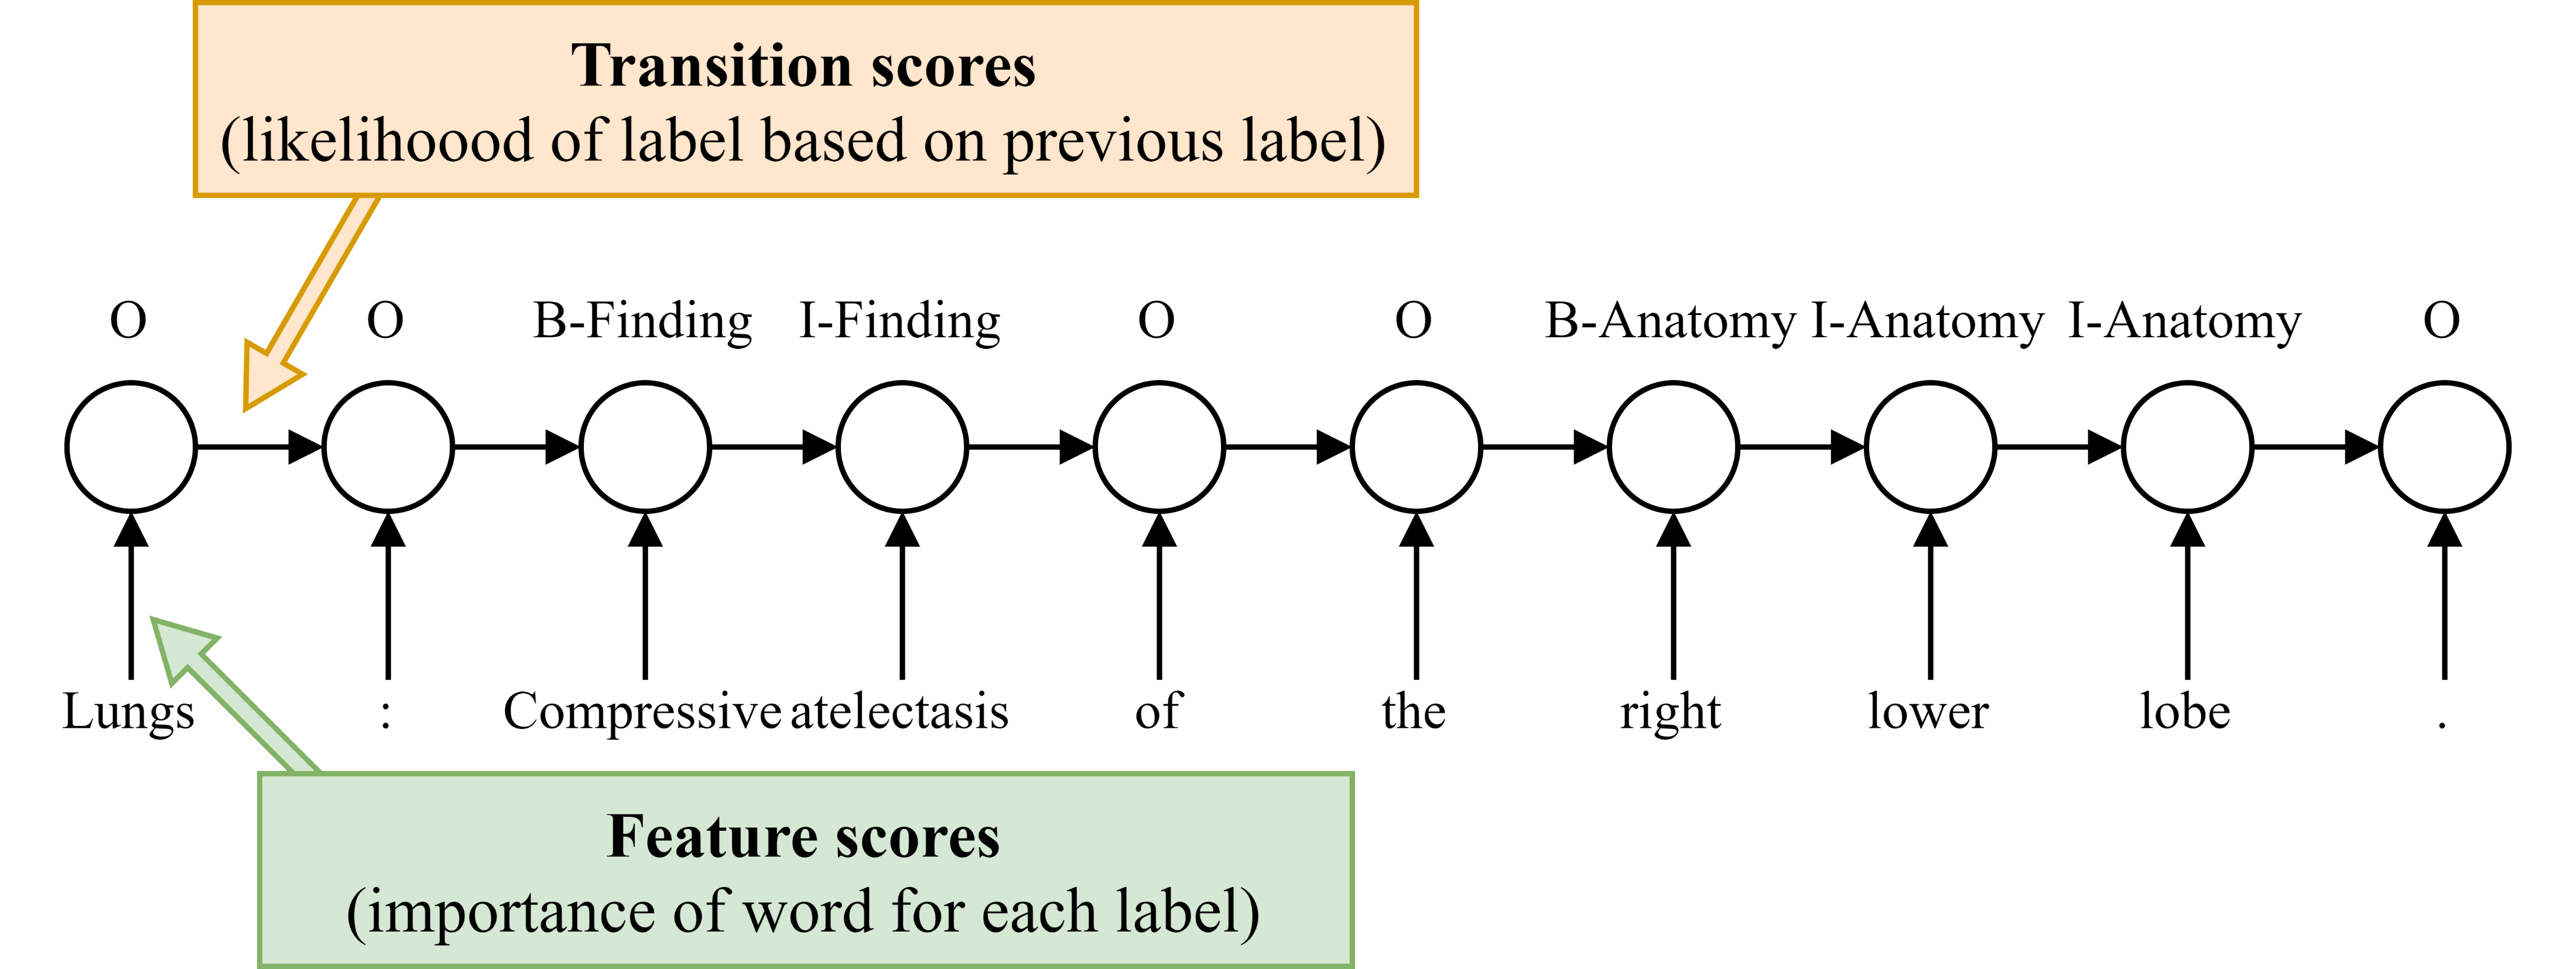 Transition scores
(likelihoood of label based on previous label)
O O B-Finding I-Finding O O B-Anatomy I-Anatomy I-Anatomy O
Lungs : Compressive atelectasis of the right lower lobe .
Feature scores
(importance of word for each label)